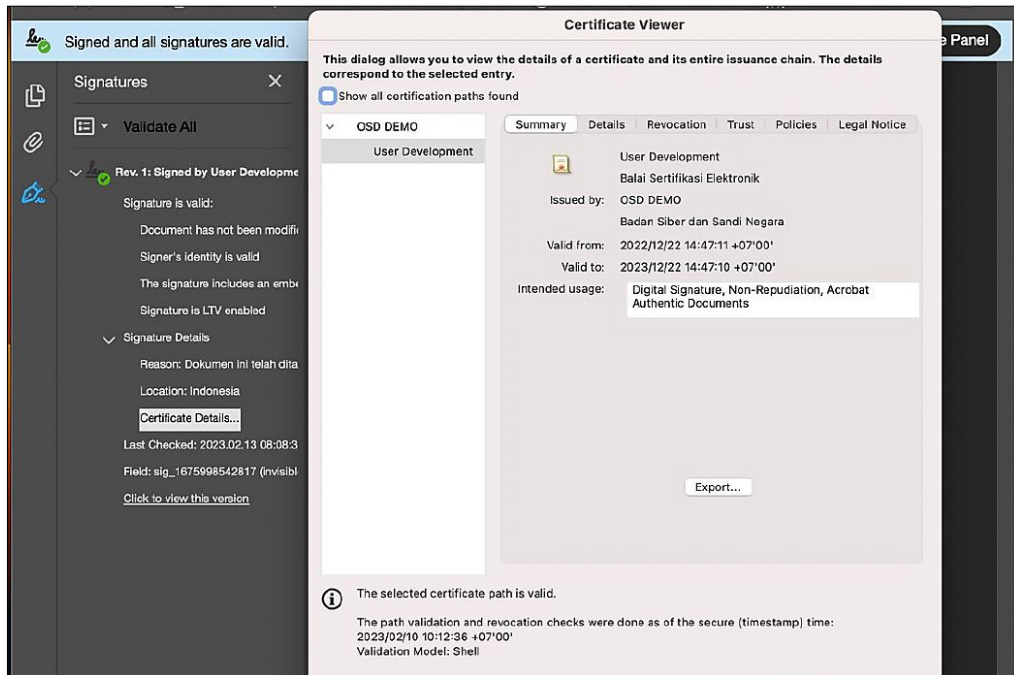 Signed and all signatures are valid.
Panel
Signatures
Validate All
Rev. 1: Signed by User Developme
Signature is valid:
Document has not been modifi
Signer's identity is valid
The signature includes an embe
Signature is LTV enabled
Signature Details
Reason: Dokumen ini telah dita
Location: Indonesia
Certificate Details...
Last Checked: 2023.02.13 08:08:3
Field: sig_1675998542817 (invisibl
Click to view this version
Certificate Viewer
This dialog allows you to view the details of a certificate and its entire issuance chain. The details
correspond to the selected entry.
Show all certification paths found
OSD DEMO
User Development
Summary Details Revocation Trust Policies Legal Notice
User Development
Balai Sertifikasi Elektronik
Issued by: OSD DEMO
Badan Siber dan Sandi Negara
Valid from: 2022/12/22 14:47:11 +07'00'
Valid to: 2023/12/22 14:47:10 +07'00'
Intended usage: Digital Signature, Non-Repudiation, Acrobat
Authentic Documents
Export...
The selected certificate path is valid.
The path validation and revocation checks were done as of the secure (timestamp) time:
2023/02/10 10:12:36 +07'00'
Validation Model: Shell